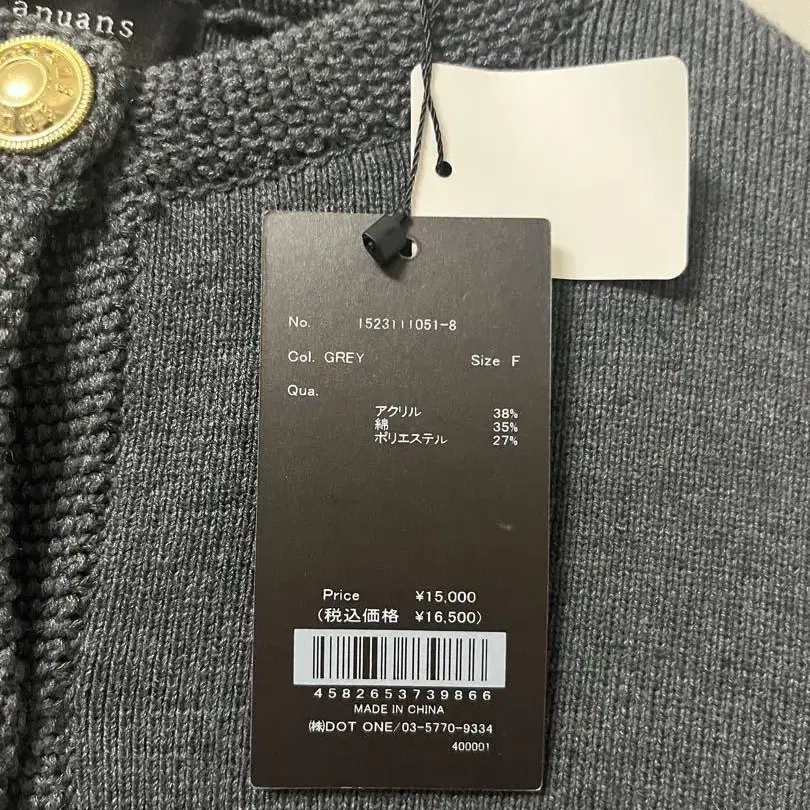 anuans
No. 1523111051-8
Col. GREY Size F
Qua.
アクリル 38%
綿 35%
ポリエステル 27%
Price ¥15,000
(税込価格 ¥16,500)
4582653739866
MADE IN CHINA
㈱DOT ONE/03-5770-9334
400001